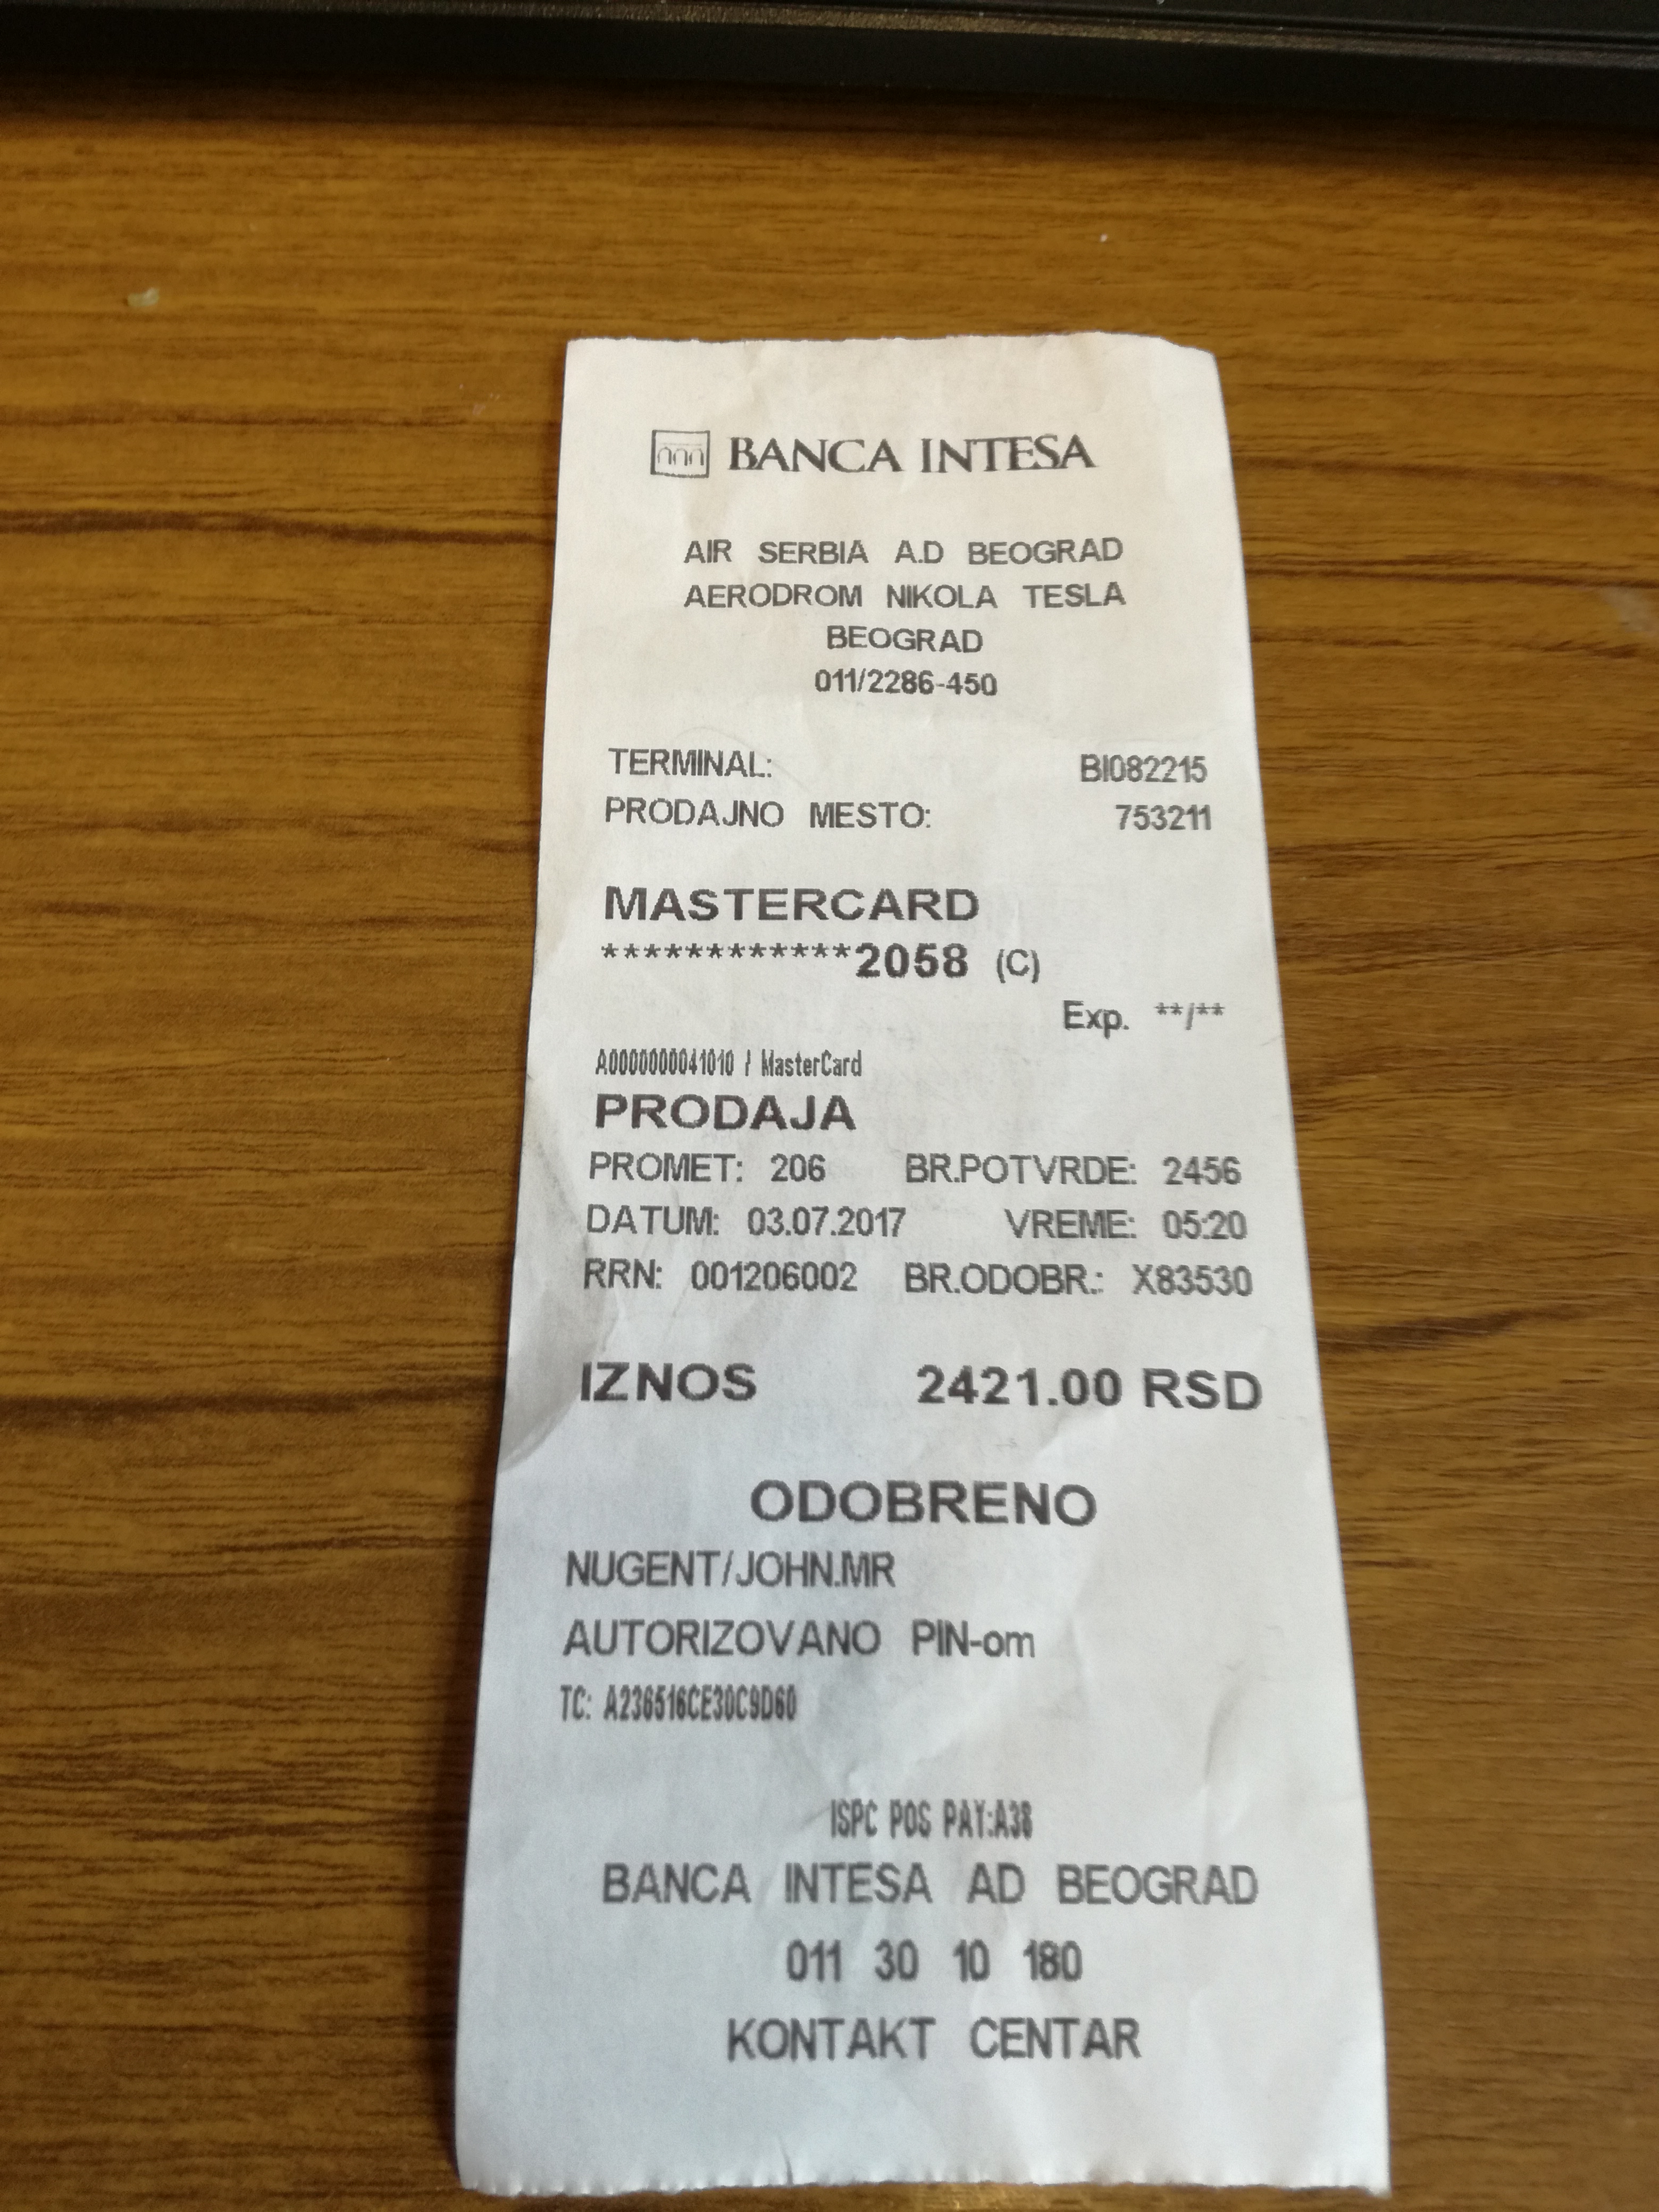 BANCA INTESA
AIR SERBIA A.D BEOGRAD
AERODROM NIKOLA TESLA
BEOGRAD
011/2286-450
TERMINAL: BI082215
PRODAJNO MESTO: 753211
MASTERCARD
************2058 (C)
Exp. **/**
A0000000041010 / MasterCard
PRODAJA
PROMET: 206 BR.POTVRDE: 2456
DATUM: 03.07.2017 VREME: 05:20
RRN: 001206002 BR.ODOBR.: X83530
IZNOS 2421.00 RSD
ODOBRENO
NUGENT/JOHN.MR
AUTORIZOVANO PIN-om
TC: A236516CE30C9D60
ISPC POS PAY:A38
BANCA INTESA AD BEOGRAD
011 30 10 180
KONTAKT CENTAR